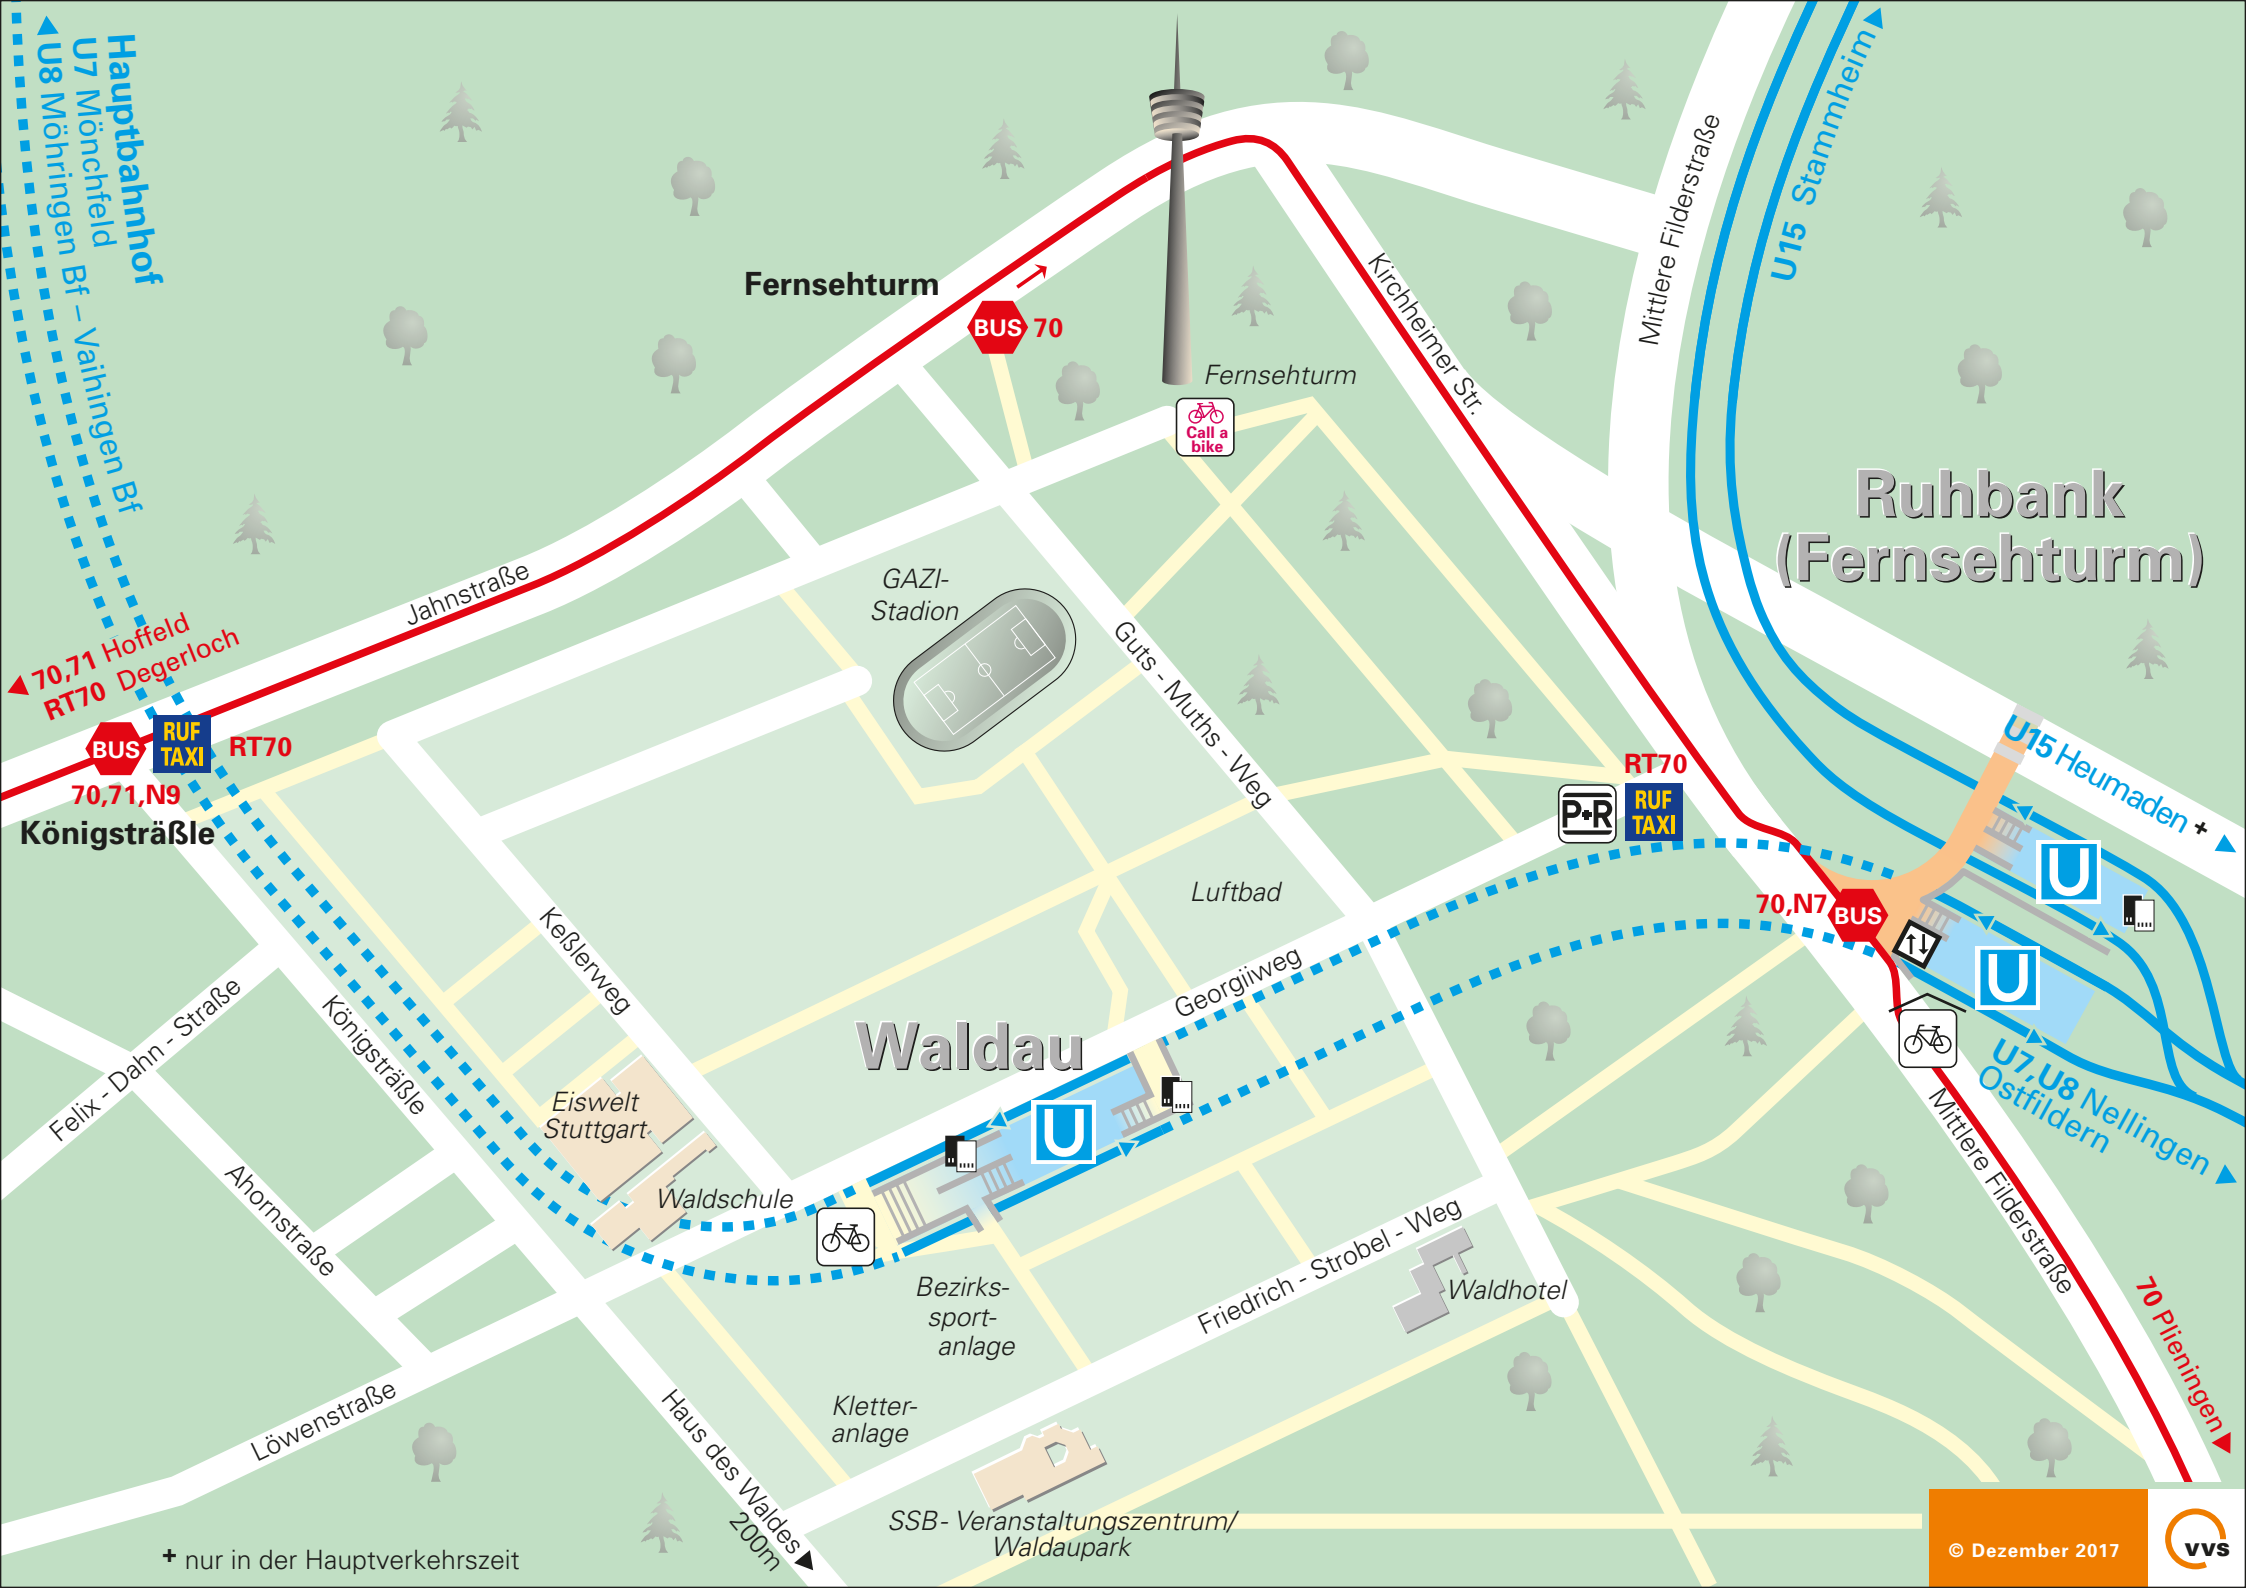 Hauptbahnhof
U7 Mönchfeld
U8 Möhringen Bf – Vaihingen Bf
U15 Stammheim
Mittlere Filderstraße
Fernsehturm
BUS 70
Fernsehturm
Call a
bike
Kirchheimer Str.
Ruhbank
(Fernsehturm)
Jahnstraße
GAZI-
Stadion
70,71 Hoffeld
RT70 Degerloch
BUS
RUF
TAXI
RT70
70,71,N9
Königsträßle
Guts - Muths - Weg
RT70
P+R
RUF
TAXI
U15 Heumaden +
U
Luftbad
70,N7
BUS
U
Keßlerweg
Georgiiweg
Felix - Dahn - Straße
Königsträßle
Waldau
U7,U8 Nellingen
Ostfildern
Eiswelt
Stuttgart
U
Waldschule
Ahornstraße
Mittlere Filderstraße
Bezirks-
sport-
anlage
Friedrich - Strobel - Weg
Waldhotel
70 Plieningen
Löwenstraße
Kletter-
anlage
Haus des Waldes
200m
SSB - Veranstaltungszentrum/
Waldaupark
+ nur in der Hauptverkehrszeit
© Dezember 2017
vvs